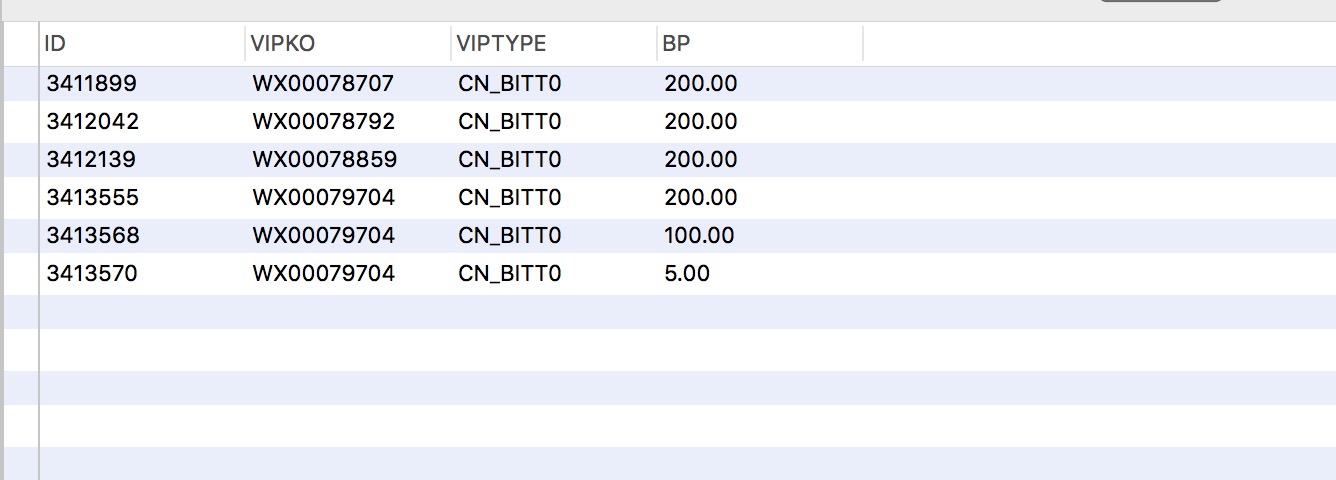 ID VIPKO VIPTYPE BP
3411899 WX00078707 CN_BITT0 200.00
3412042 WX00078792 CN_BITT0 200.00
3412139 WX00078859 CN_BITT0 200.00
3413555 WX00079704 CN_BITT0 200.00
3413568 WX00079704 CN_BITT0 100.00
3413570 WX00079704 CN_BITT0 5.00